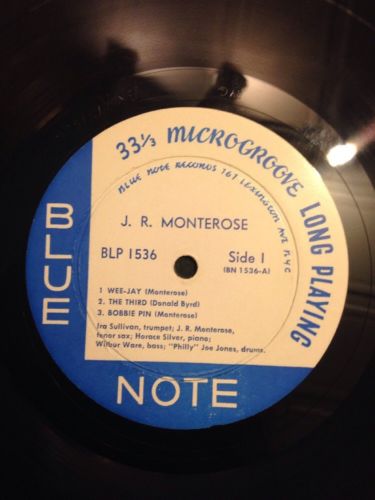 33⅓ MICROGROOVE LONG PLAYING
BLUE NOTE RECORDS 767 LEXINGTON AVE NYC
J. R. MONTEROSE
BLP 1536
Side 1
(BN 1536-A)
1 WEE-JAY (Monterose)
2. THE THIRD (Donald Byrd)
3. BOBBIE PIN (Monterose)
Ira Sullivan, trumpet; J. R. Monterose,
tenor sax; Horace Silver, piano;
Wilbur Ware, bass; "Philly" Joe Jones, drums.
BLUE
NOTE